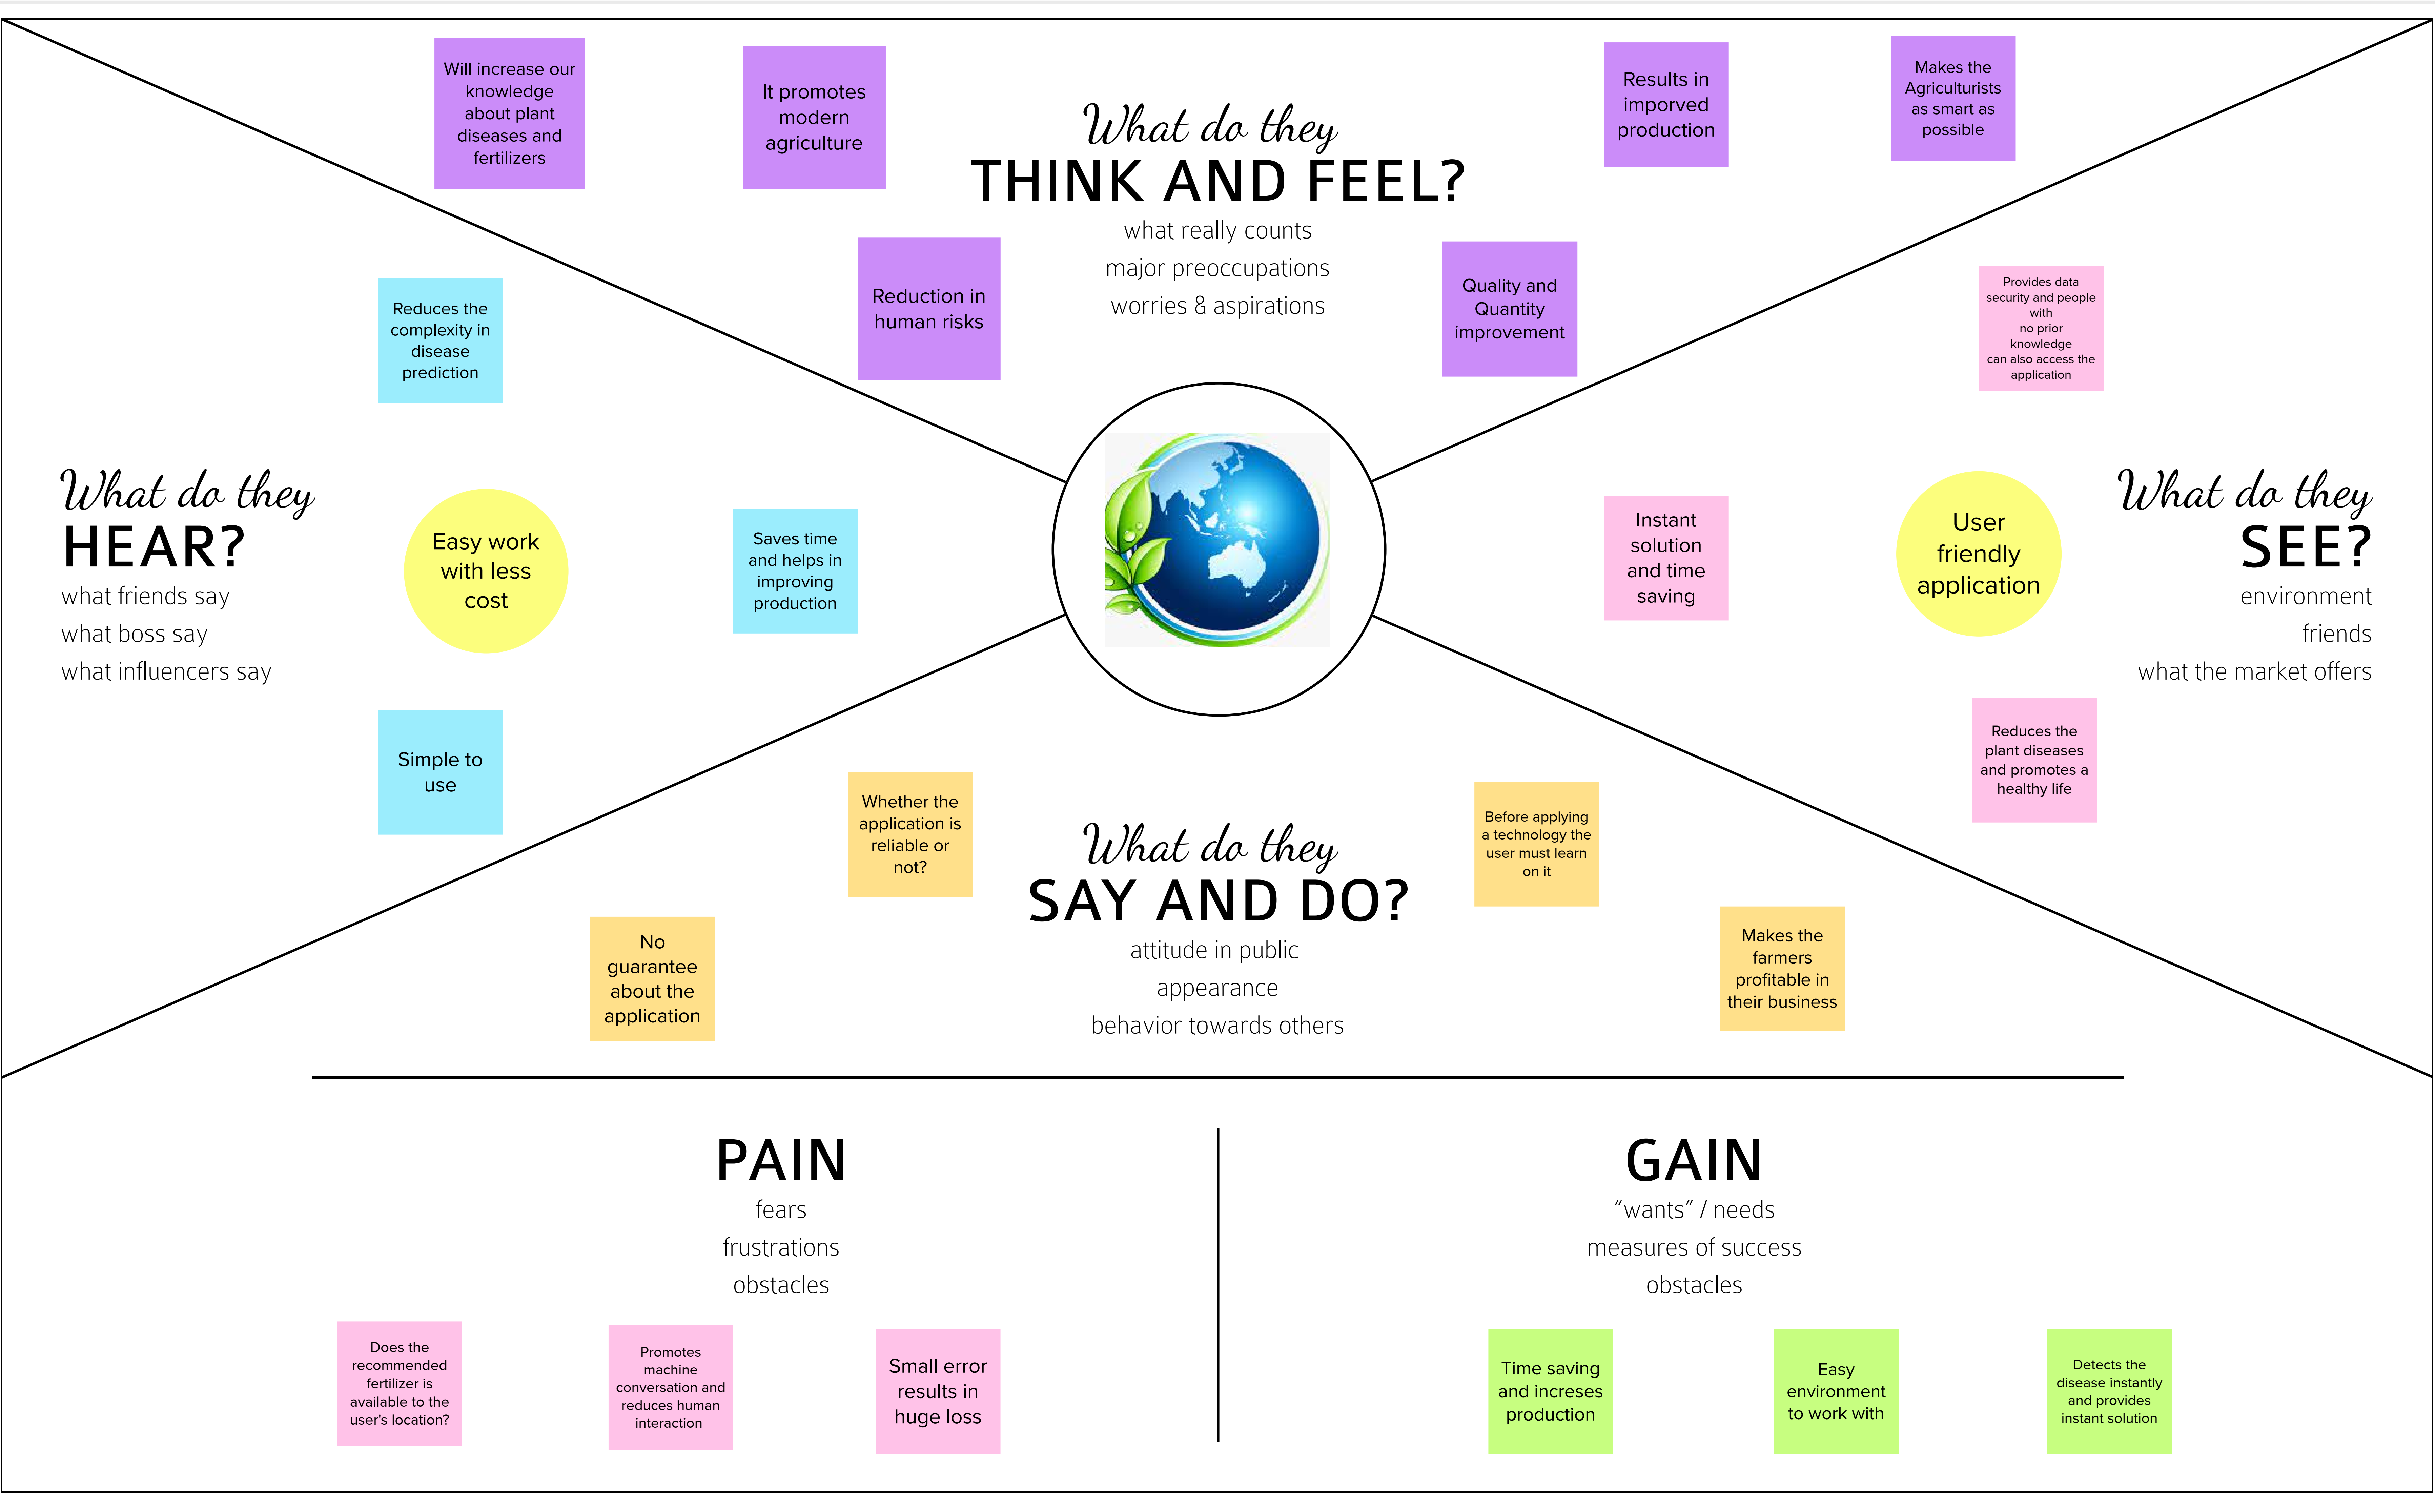 Will increase our
knowledge
about plant
diseases and
fertilizers
It promotes
modern
agriculture
Reduction in
human risks
What do they
THINK AND FEEL?
what really counts
major preoccupations
worries & aspirations
Results in
imporved
production
Makes the
Agriculturists
as smart as
possible
Quality and
Quantity
improvement
What do they
HEAR?
what friends say
what boss say
what influencers say
Reduces the
complexity in
disease
prediction
Easy work
with less
cost
Saves time
and helps in
improving
production
Simple to
use
Provides data
security and people
with
no prior
knowledge
can also access the
application
Instant
solution
and time
saving
User
friendly
application
What do they
SEE?
environment
friends
what the market offers
Reduces the
plant diseases
and promotes a
healthy life
Whether the
application is
reliable or
not?
No
guarantee
about the
application
What do they
SAY AND DO?
attitude in public
appearance
behavior towards others
Before applying
a technology the
user must learn
on it
Makes the
farmers
profitable in
their business
PAIN
fears
frustrations
obstacles
Does the
recommended
fertilizer is
available to the
user's location?
Promotes
machine
conversation and
reduces human
interaction
Small error
results in
huge loss
GAIN
“wants” / needs
measures of success
obstacles
Time saving
and increses
production
Easy
environment
to work with
Detects the
disease instantly
and provides
instant solution